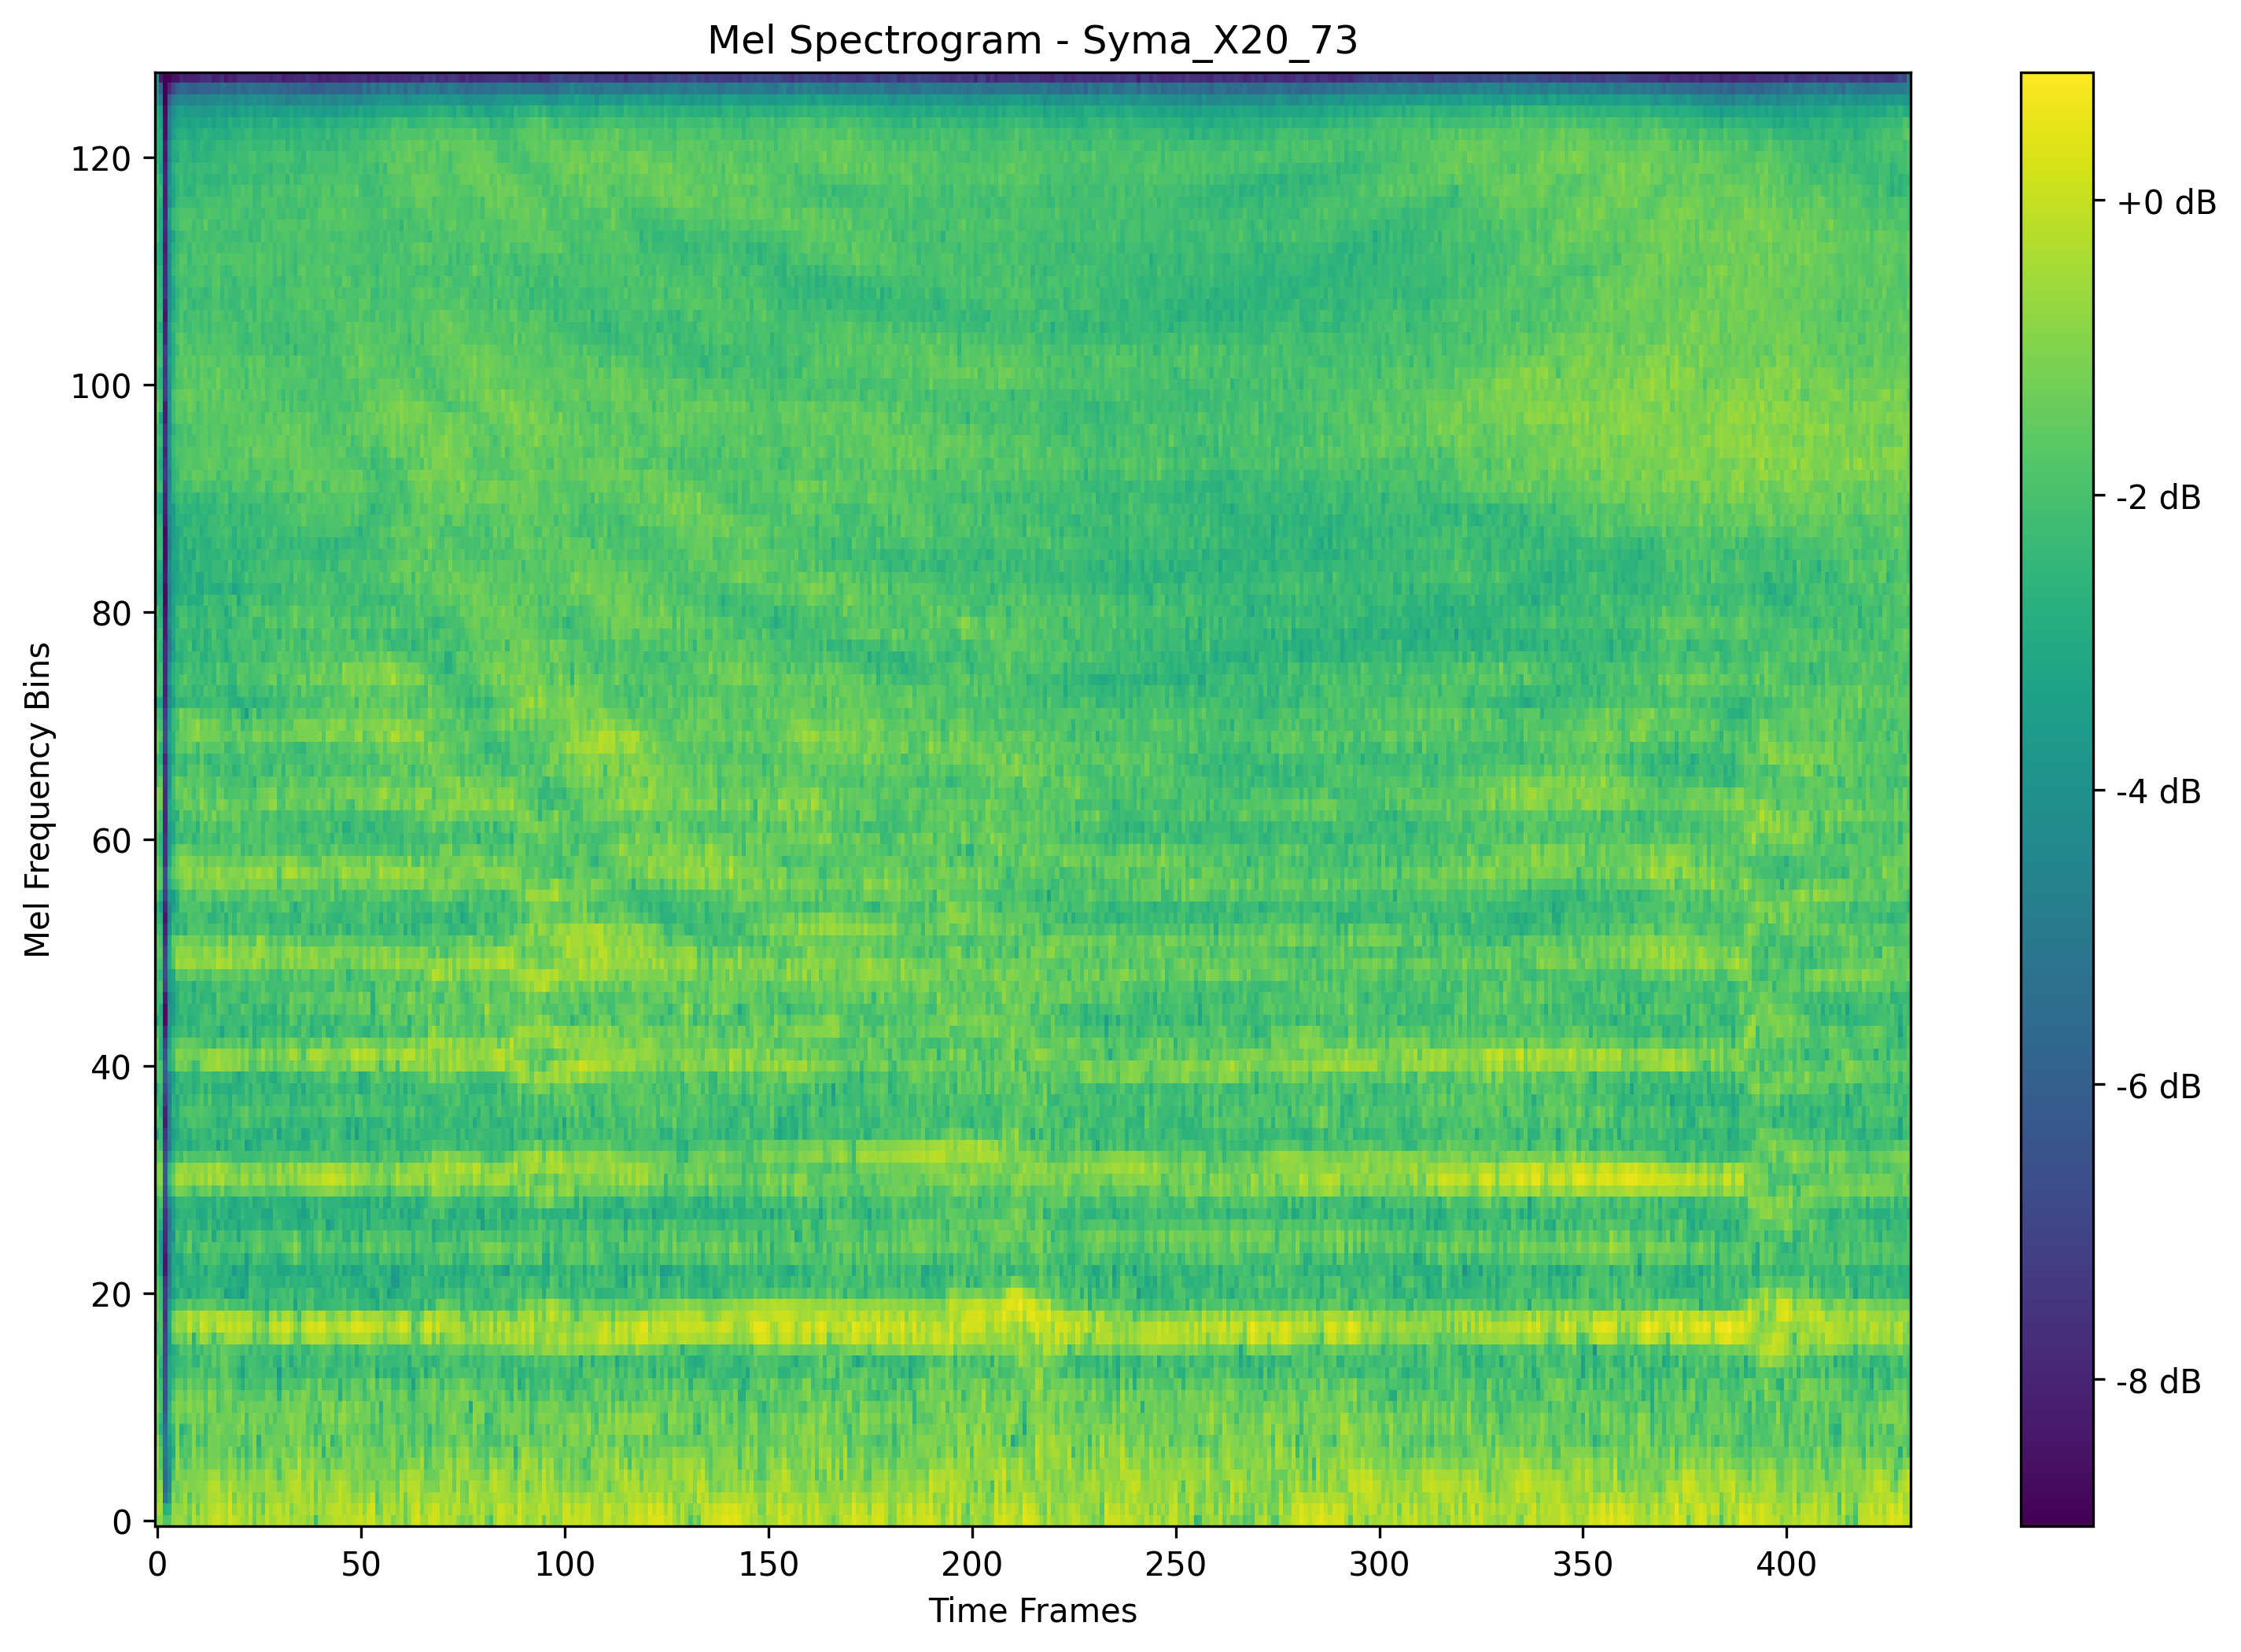 Mel Spectrogram - Syma_X20_73
Mel Frequency Bins
120
100
80
60
40
20
0
0 50 100 150 200 250 300 350 400
Time Frames
+0 dB
-2 dB
-4 dB
-6 dB
-8 dB